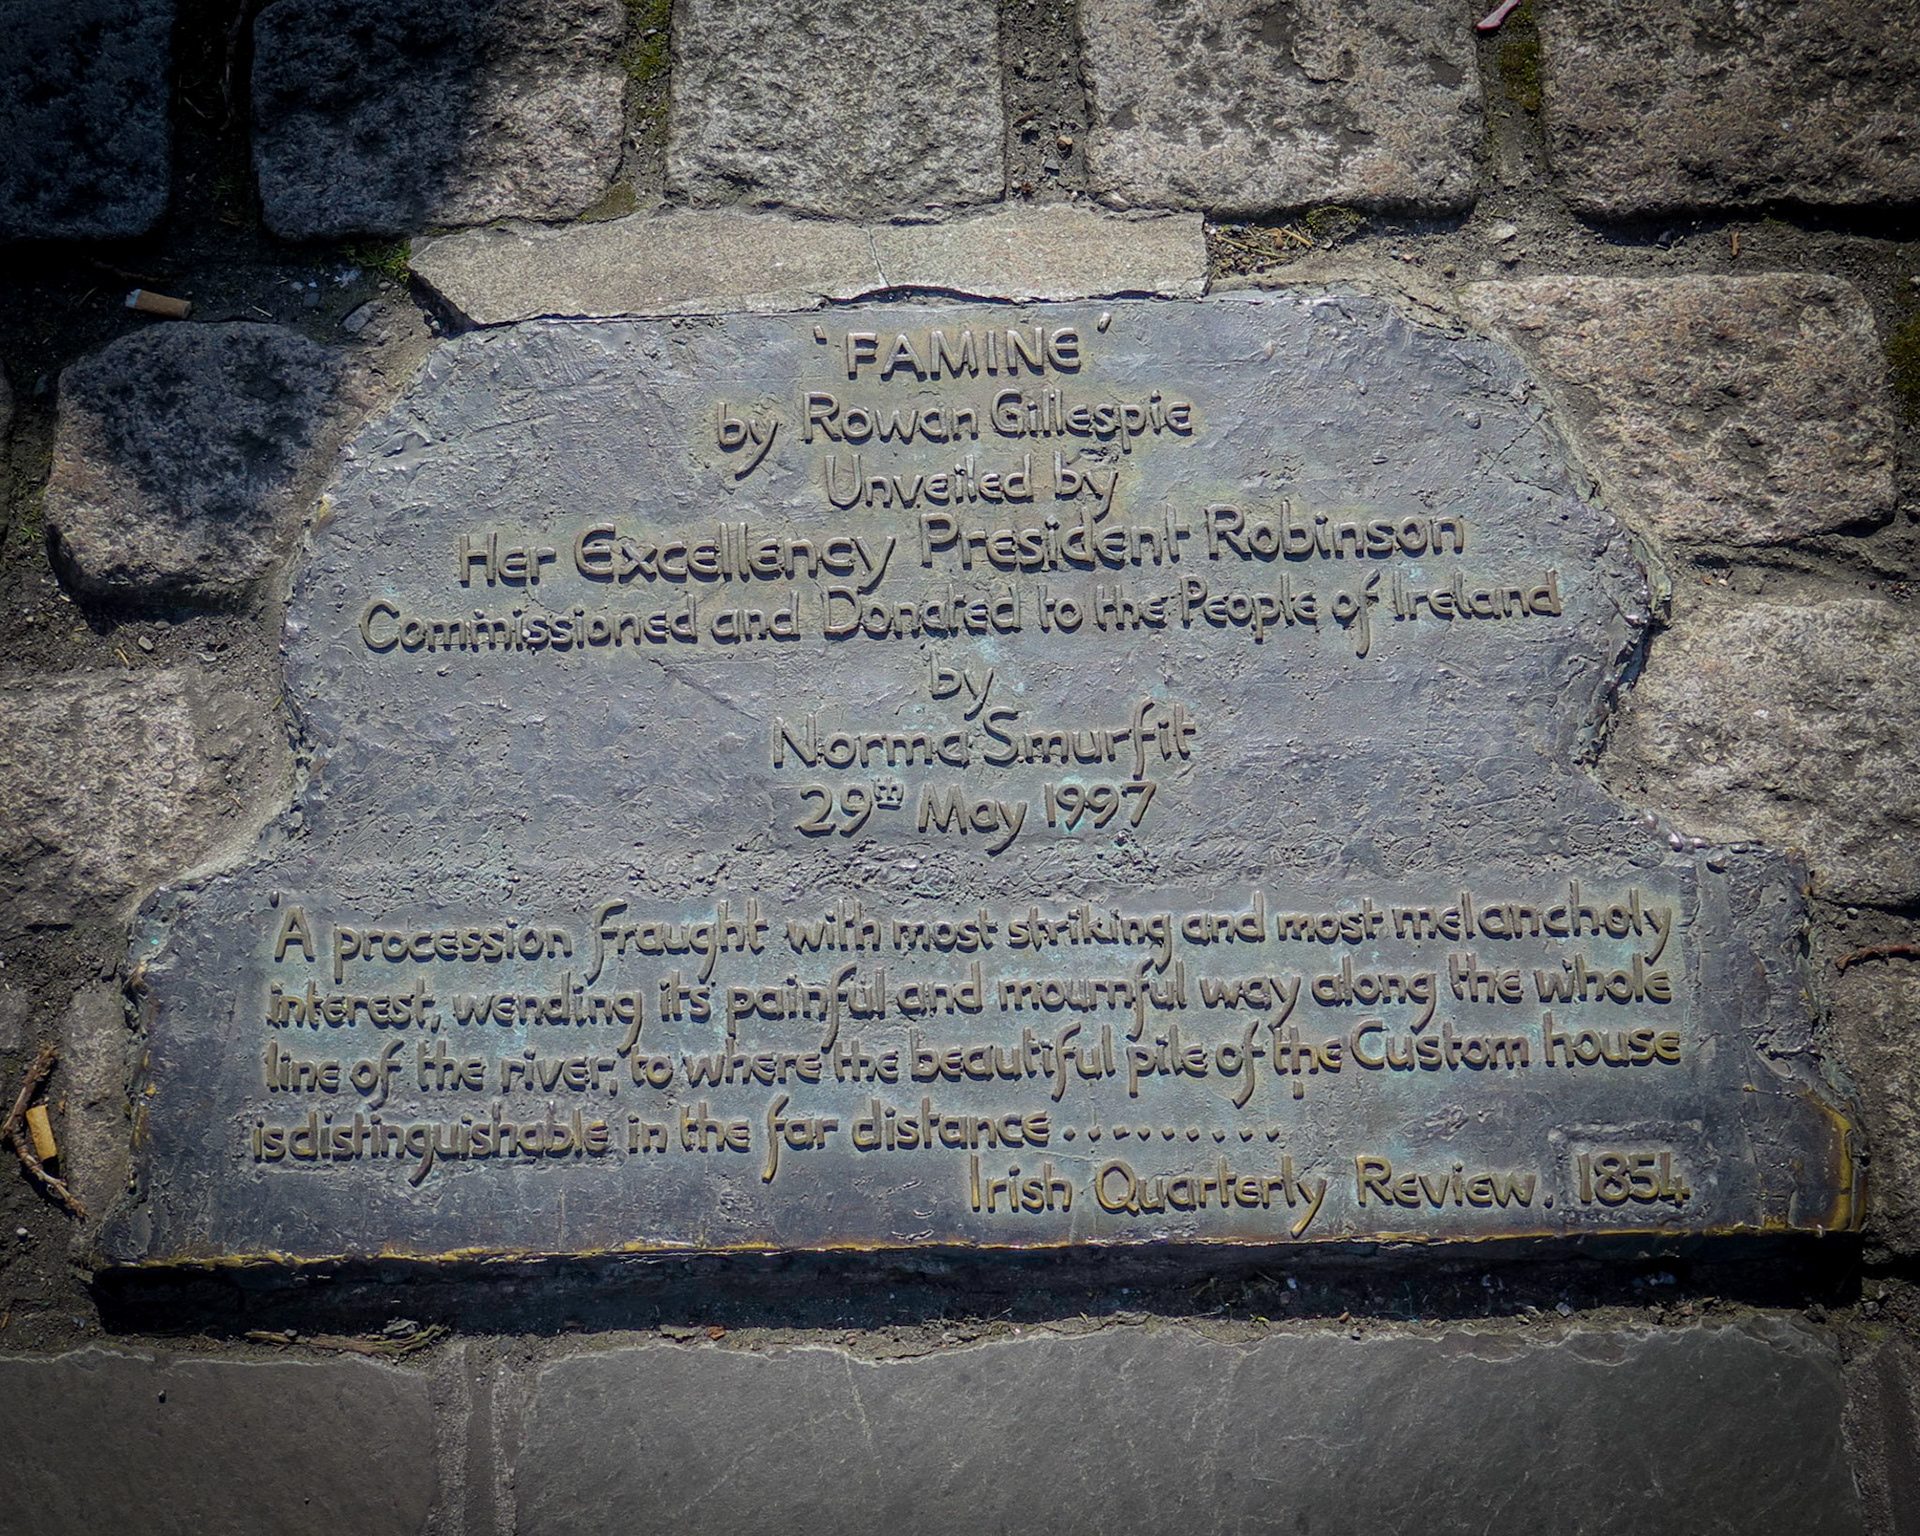 'FAMINE'
by Rowan Gillespie
Unveiled by
Her Excellency President Robinson
Commissioned and Donated to the People of Ireland
by
Norma Smurfit
29th May 1997
A procession fraught with most striking and most melancholy
interest, wending its painful and mournful way along the whole
line of the river, to where the beautiful pile of the Custom house
is distinguishable in the far distance..........
Irish Quarterly Review, 1854